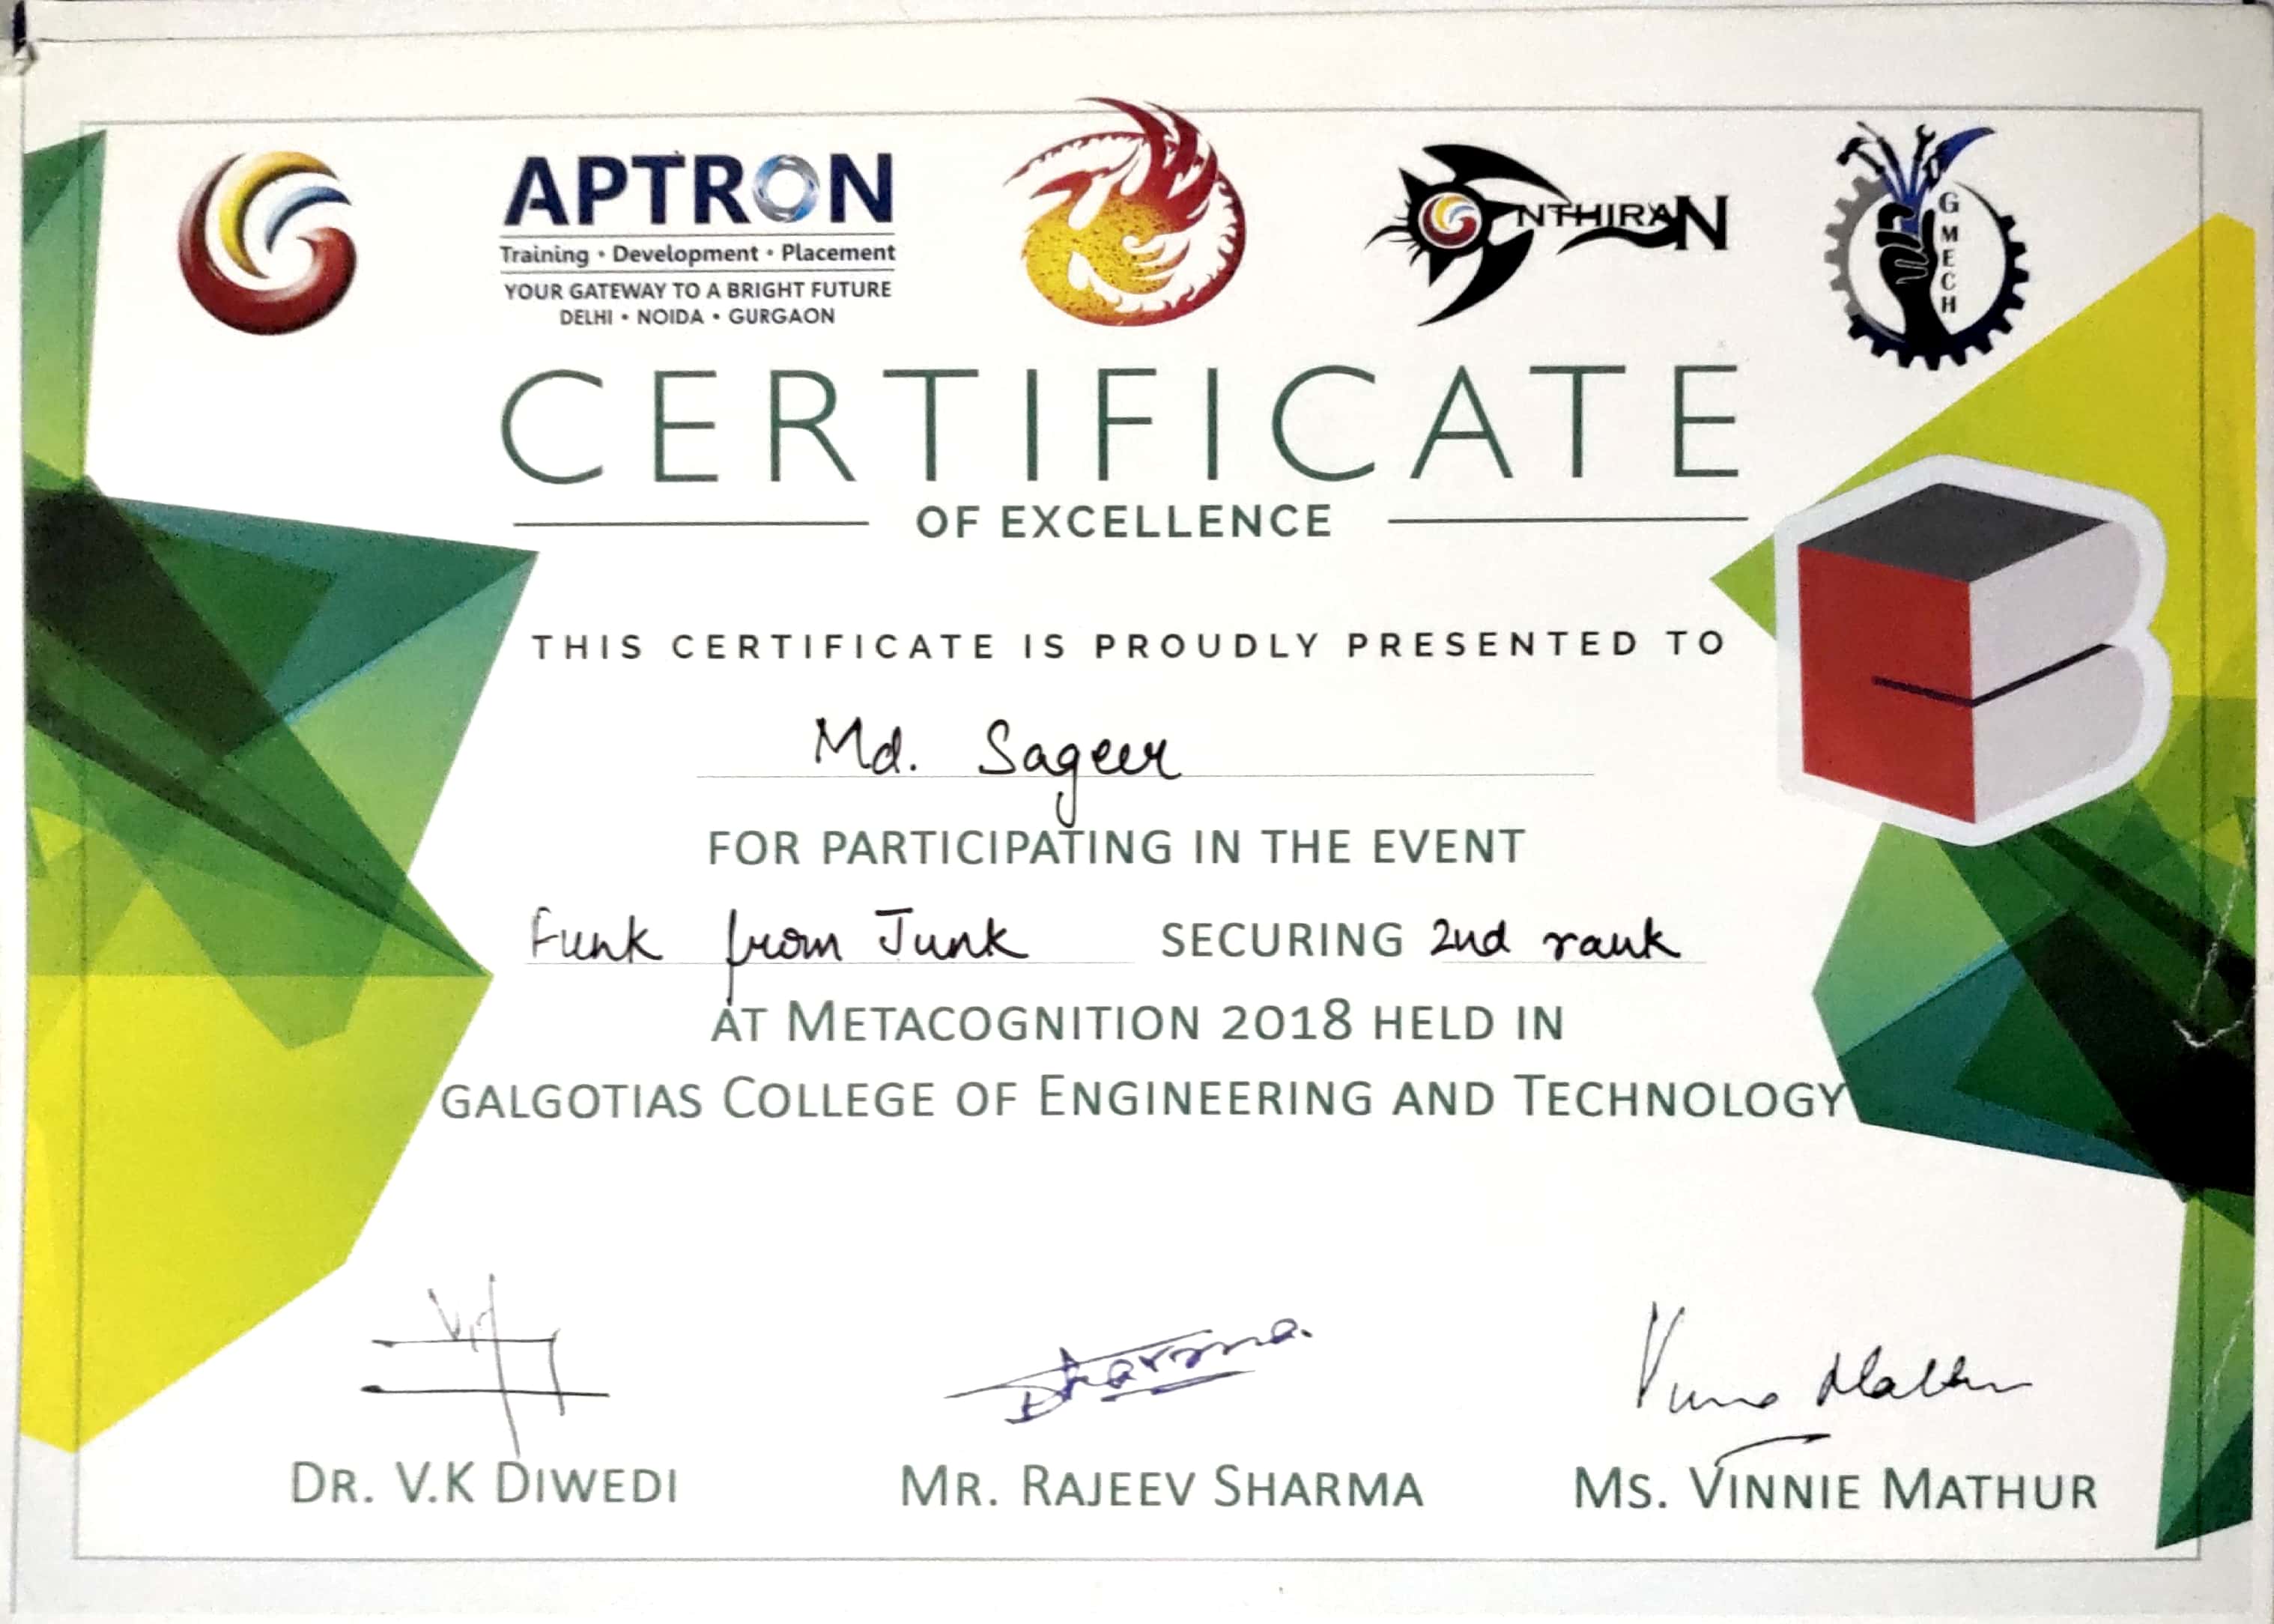 APTRON
Training • Development • Placement
YOUR GATEWAY TO A BRIGHT FUTURE
DELHI • NOIDA • GURGAON
NTHIRAN
GMECH
CERTIFICATE
OF EXCELLENCE
THIS CERTIFICATE IS PROUDLY PRESENTED TO
Md. Sageer
FOR PARTICIPATING IN THE EVENT
Funk from Junk SECURING 2nd rank
AT METACOGNITION 2018 HELD IN
GALGOTIAS COLLEGE OF ENGINEERING AND TECHNOLOGY
Sharma.
Vinnie Mathur
DR. V.K DIWEDI MR. RAJEEV SHARMA MS. VINNIE MATHUR